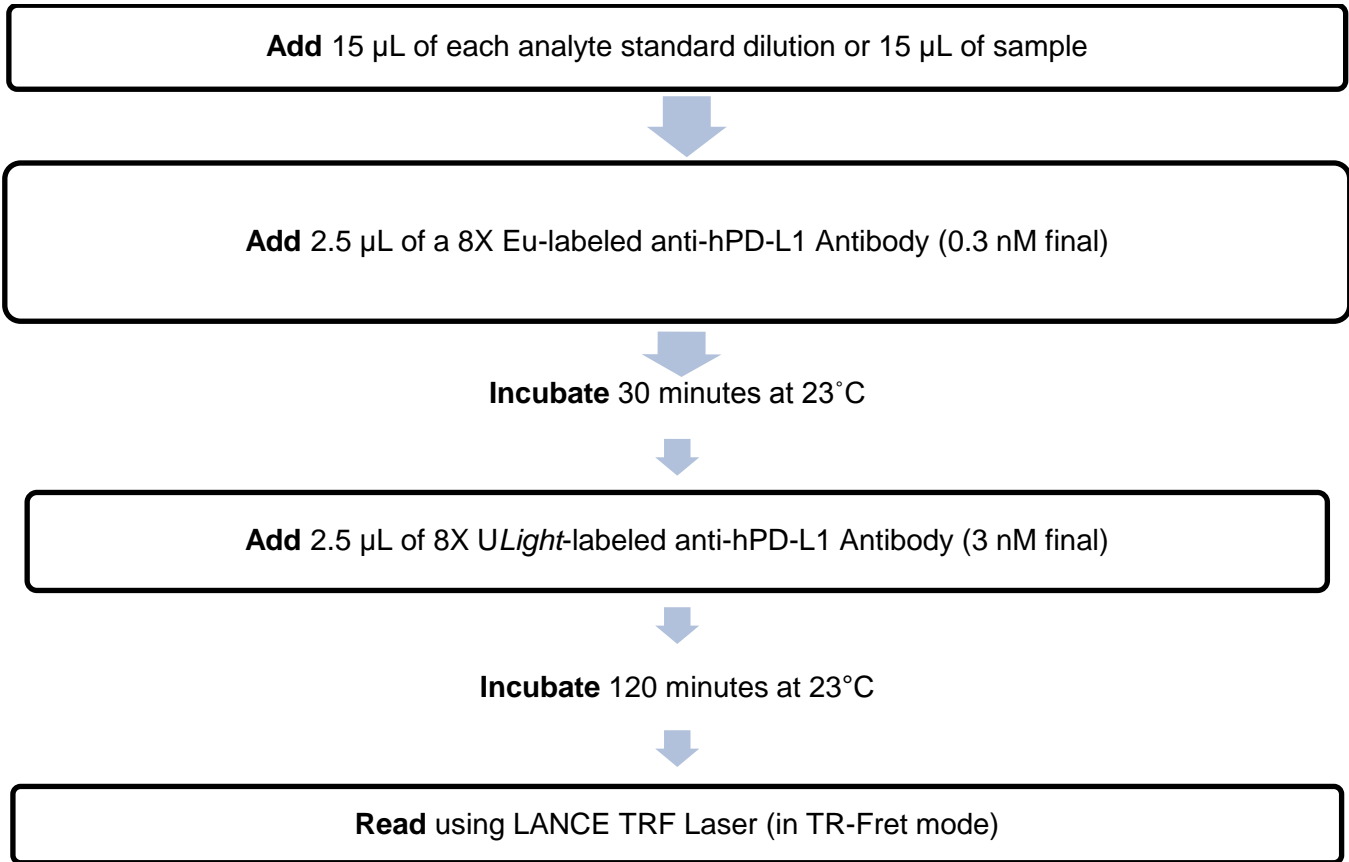 Add 15 µL of each analyte standard dilution or 15 µL of sample
Add 2.5 µL of a 8X Eu-labeled anti-hPD-L1 Antibody (0.3 nM final)
Incubate 30 minutes at 23˚C
Add 2.5 µL of 8X ULight-labeled anti-hPD-L1 Antibody (3 nM final)
Incubate 120 minutes at 23°C
Read using LANCE TRF Laser (in TR-Fret mode)